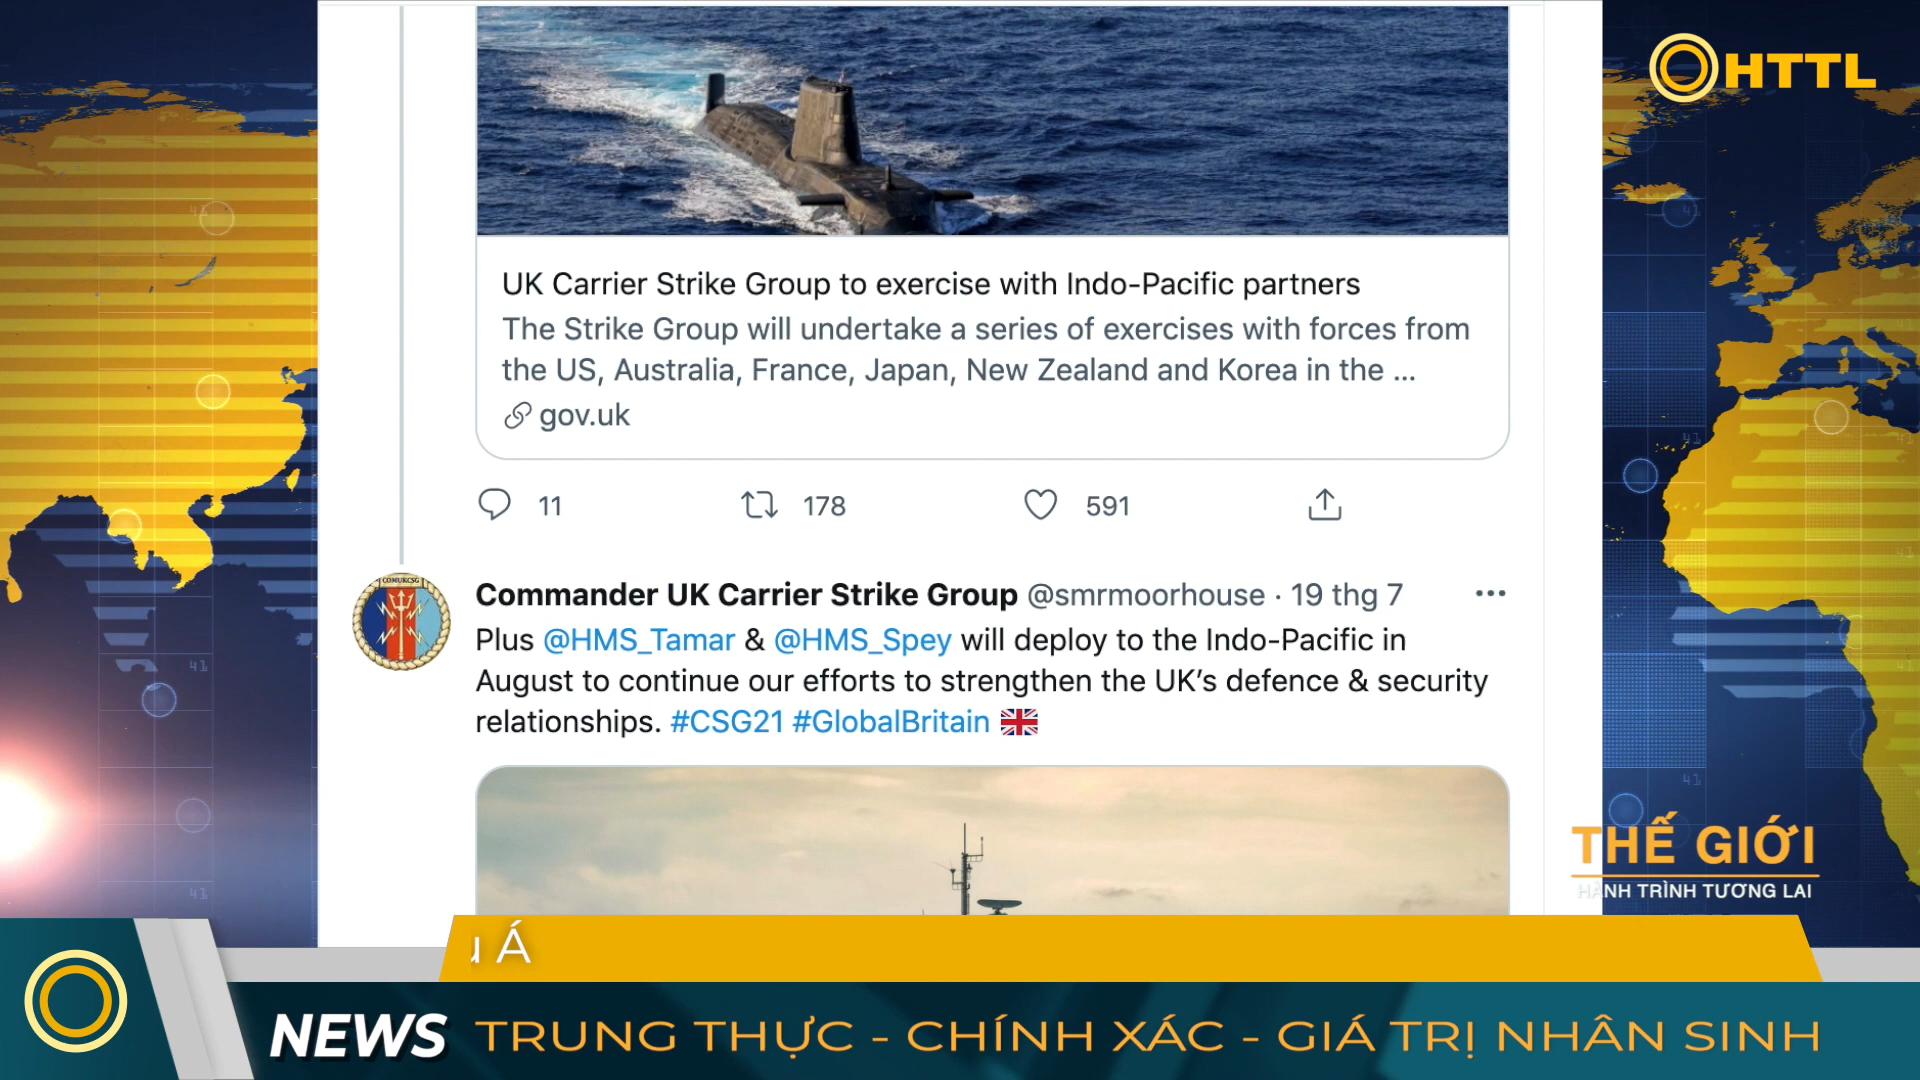 HTTL
UK Carrier Strike Group to exercise with Indo-Pacific partners
The Strike Group will undertake a series of exercises with forces from
the US, Australia, France, Japan, New Zealand and Korea in the ...
gov.uk
11 178 591
COMUKCSG
Commander UK Carrier Strike Group @smrmoorhouse · 19 thg 7 ...
Plus @HMS_Tamar & @HMS_Spey will deploy to the Indo-Pacific in
August to continue our efforts to strengthen the UK's defence & security
relationships. #CSG21 #GlobalBritain
THẾ GIỚI
HÀNH TRÌNH TƯƠNG LAI
Á
NEWS TRUNG THỰC - CHÍNH XÁC - GIÁ TRỊ NHÂN SINH